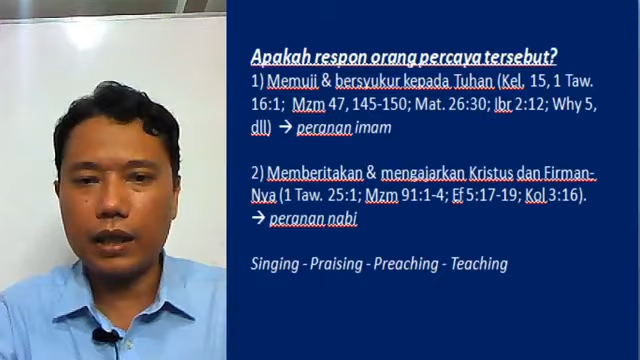 Apakah respon orang percaya tersebut?
1) Memuji & bersyukur kepada Tuhan (Kel. 15, 1 Taw.
16:1;  Mzm 47, 145-150; Mat. 26:30; Ibr 2:12; Why 5,
dll) → peranan imam
2) Memberitakan & mengajarkan Kristus dan Firman-
Nya (1 Taw. 25:1; Mzm 91:1-4; Ef 5:17-19; Kol 3:16).
→ peranan nabi
Singing - Praising - Preaching - Teaching